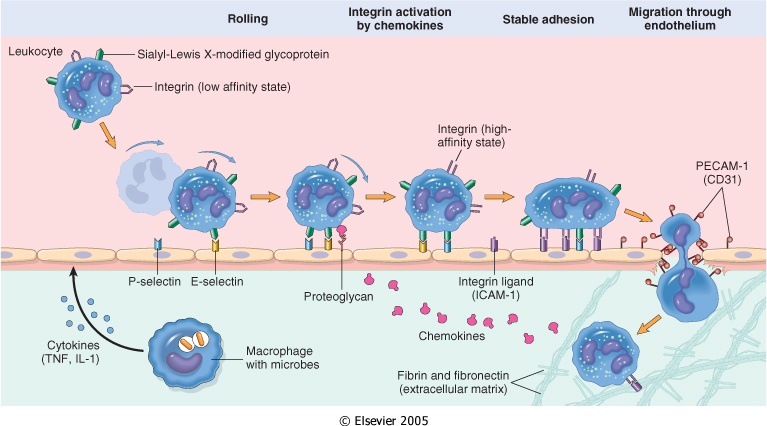 Rolling
Integrin activation
by chemokines
Stable adhesion
Migration through
endothelium
Leukocyte
Sialyl-Lewis X-modified glycoprotein
Integrin (low affinity state)
Integrin (high-
affinity state)
PECAM-1
(CD31)
P-selectin
E-selectin
Proteoglycan
Integrin ligand
(ICAM-1)
Cytokines
(TNF, IL-1)
Macrophage
with microbes
Chemokines
Fibrin and fibronectin
(extracellular matrix)
© Elsevier 2005